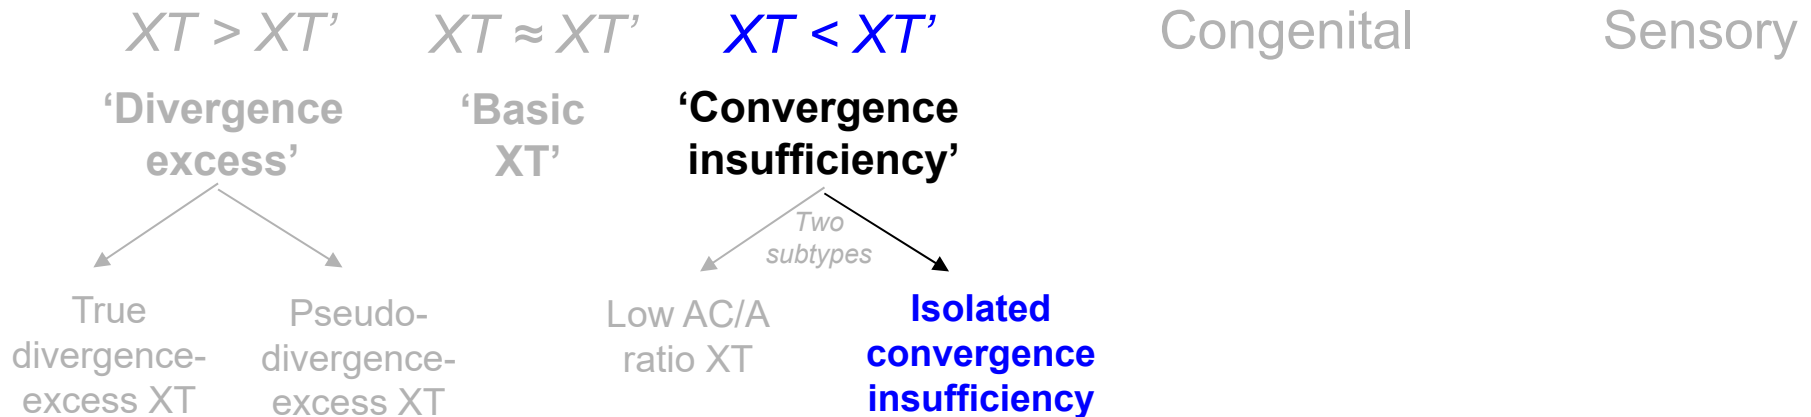 XT > XT’ XT ≈ XT’ XT < XT’ Congenital Sensory
‘Divergence
excess’
‘Basic
XT’
‘Convergence
insufficiency’
Two
subtypes
True
divergence-
excess XT
Pseudo-
divergence-
excess XT
Low AC/A
ratio XT
Isolated
convergence
insufficiency